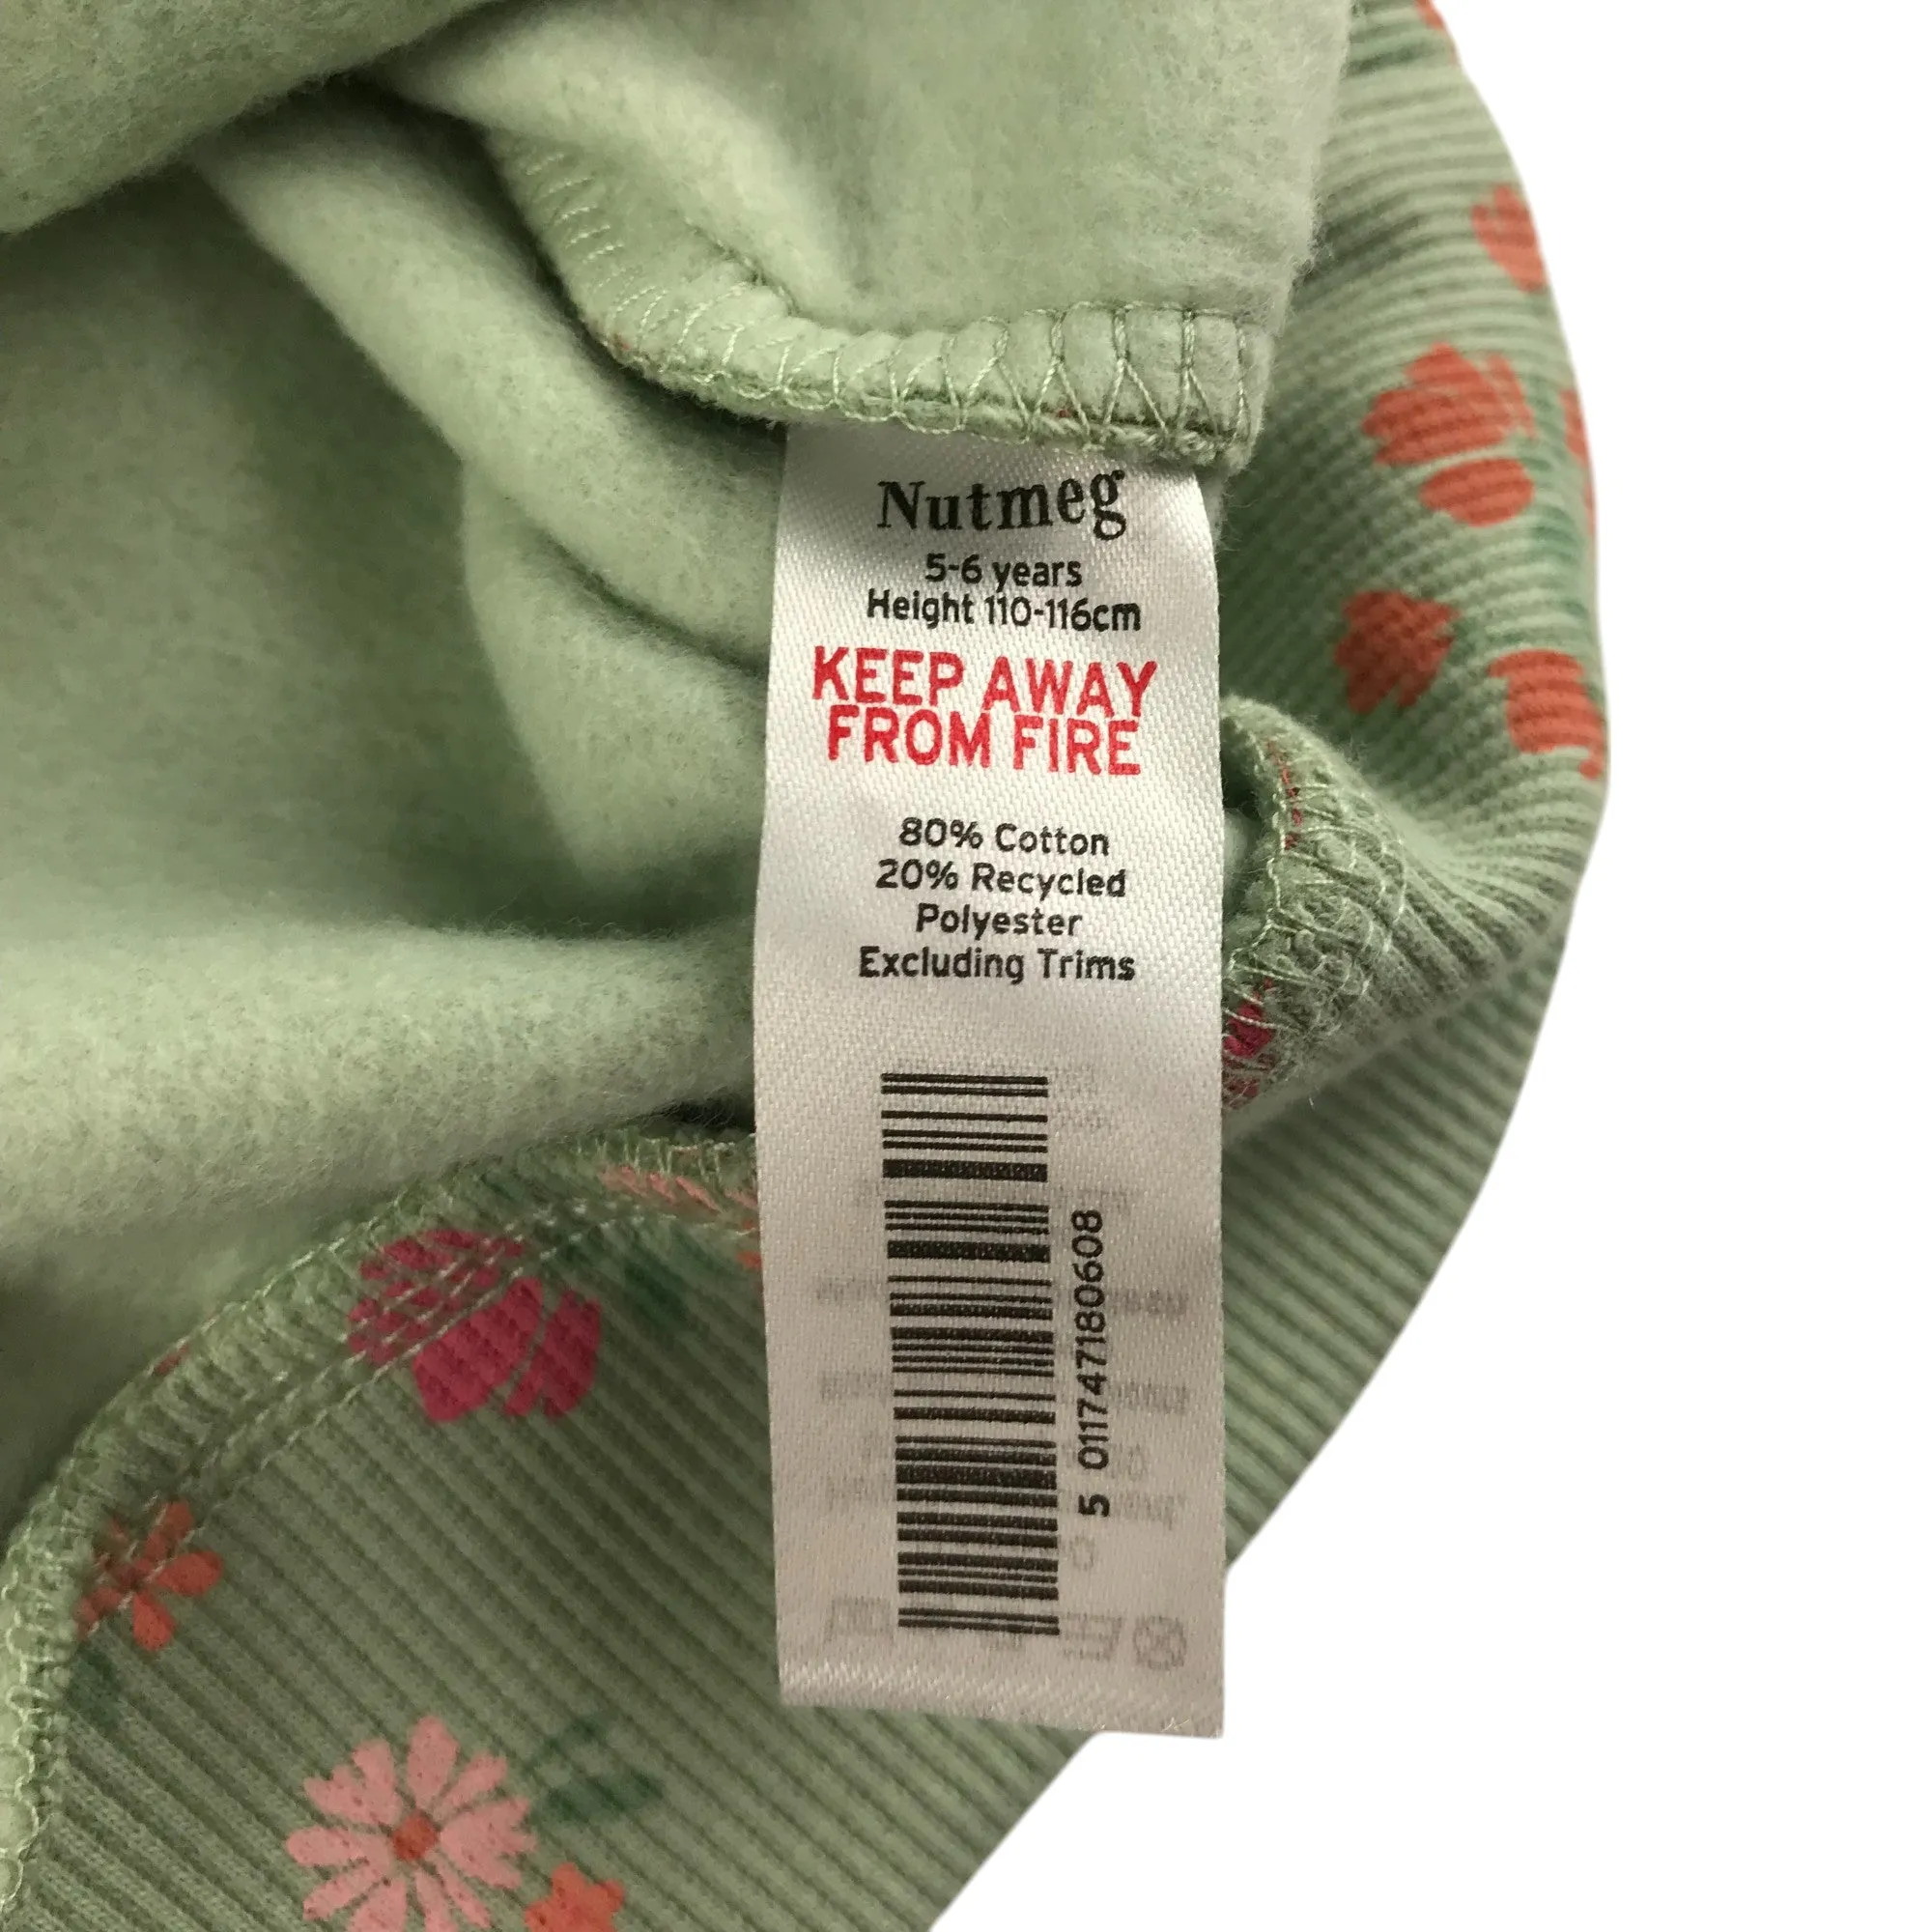 Nutmeg
5-6 years
Height 110-116cm
KEEP AWAY
FROM FIRE
80% Cotton
20% Recycled
Polyester
Excluding Trims
5 011747180608